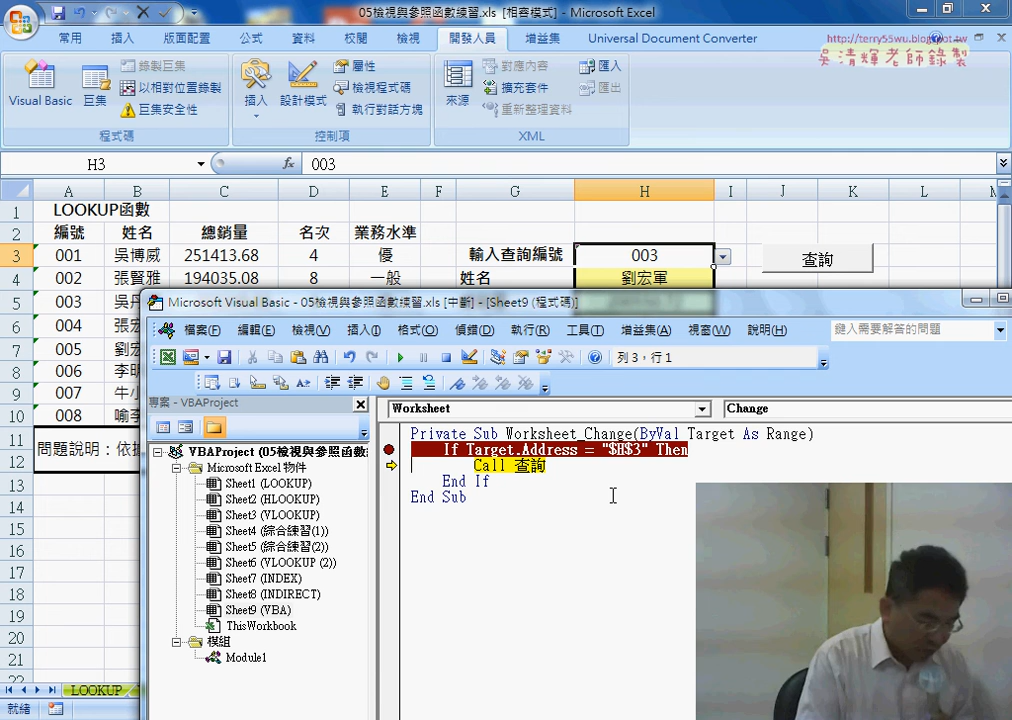 05檢視與參照函數練習.xls [相容模式] - Microsoft Excel
常用 插入 版面配置 公式 資料 校閱 檢視 開發人員 增益集 Universal Document Converter
http://terry55wu.blogspot.tw
吳清輝老師錄製
Visual Basic 巨集 錄製巨集 以相對位置錄製 巨集安全性 程式碼
插入 設計模式 屬性 檢視程式碼 執行對話方塊 控制項
來源 對應內容 擴充套件 重新整理資料 匯入 匯出 XML
H3 fx 003
A B C D E F G H I J K L M
1 LOOKUP函數
2 編號 姓名 總銷量 名次 業務水準
3 001 吳博威 251413.68 4 優 輸入查詢編號 003 查詢
4 002 張賢雅 194035.08 8 一般 姓名 劉宏軍
5 003 吳
6 004 張
7 005 劉
8 006 李
9 007 牛小
10 008 喻
11 問題說明：依
12
13
14
15
16
17
18
19
20
21
LOOKUP
就緒
Microsoft Visual Basic - 05檢視與參照函數練習.xls [中斷] - [Sheet9 (程式碼)]
檔案(F) 編輯(E) 檢視(V) 插入(I) 格式(O) 偵錯(D) 執行(R) 工具(T) 增益集(A) 視窗(W) 說明(H) 鍵入需要解答的問題
列 3，行 1
專案 - VBAProject
VBAProject (05檢視與參照函數
Microsoft Excel 物件
Sheet1 (LOOKUP)
Sheet2 (HLOOKUP)
Sheet3 (VLOOKUP)
Sheet4 (綜合練習(1))
Sheet5 (綜合練習(2))
Sheet6 (VLOOKUP (2))
Sheet7 (INDEX)
Sheet8 (INDIRECT)
Sheet9 (VBA)
ThisWorkbook
模組
Module1
Worksheet Change
Private Sub Worksheet_Change(ByVal Target As Range)
If Target.Address = "$H$3" Then
Call 查詢
End If
End Sub